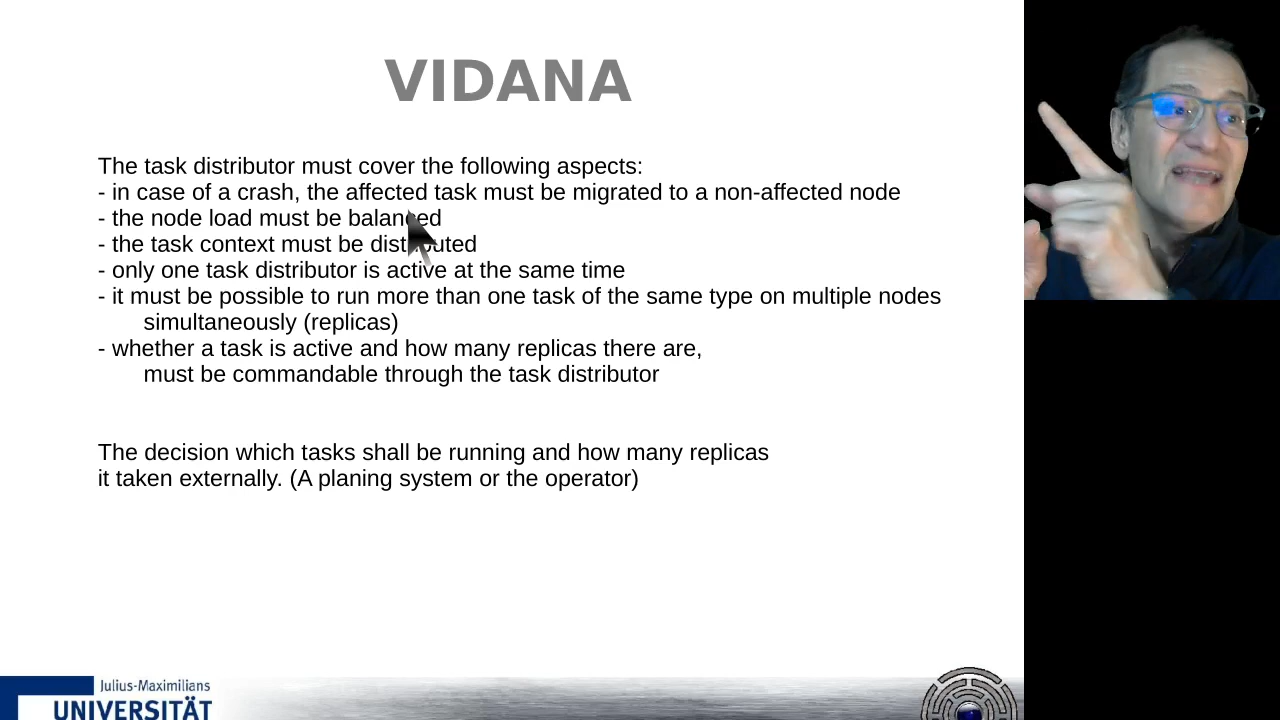 VIDANA
The task distributor must cover the following aspects:
- in case of a crash, the affected task must be migrated to a non-affected node
- the node load must be balanced
- the task context must be distributed
- only one task distributor is active at the same time
- it must be possible to run more than one task of the same type on multiple nodes
simultaneously (replicas)
- whether a task is active and how many replicas there are,
must be commandable through the task distributor
The decision which tasks shall be running and how many replicas
it taken externally. (A planing system or the operator)
Julius-Maximilians
UNIVERSITÄT